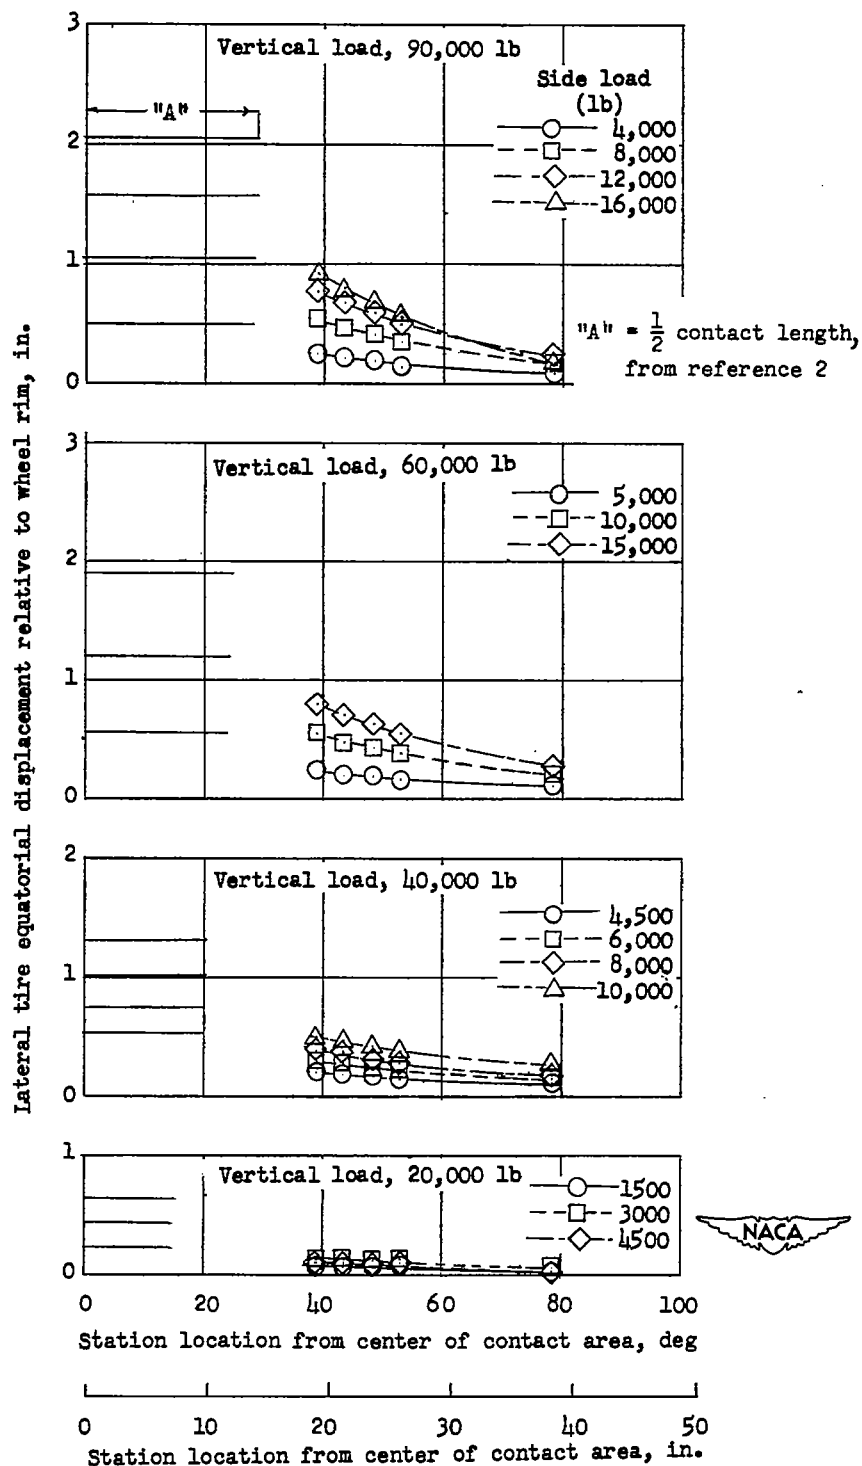 Lateral tire equatorial displacement relative to wheel rim, in.
3
2
1
0
Vertical load, 90,000 lb
"A"
Side load
(lb)
4,000
8,000
12,000
16,000
"A" = 1/2 contact length,
from reference 2
3
2
1
0
Vertical load, 60,000 lb
5,000
10,000
15,000
2
1
0
Vertical load, 40,000 lb
4,500
6,000
8,000
10,000
1
0
Vertical load, 20,000 lb
1500
3000
4500
NACA
0 20 40 60 80 100
Station location from center of contact area, deg
0 10 20 30 40 50
Station location from center of contact area, in.